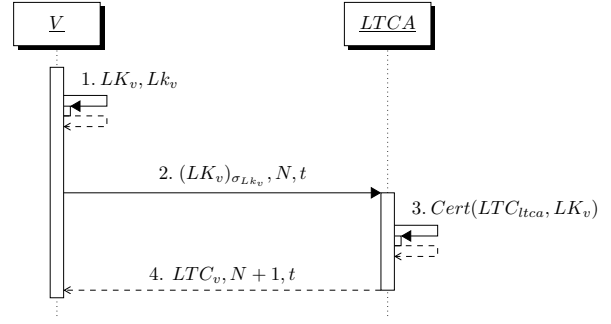 V LTCA
1. LK_v, Lk_v
2. (LK_v)_{σ_{Lk_v}}, N, t
3. Cert(LTC_{ltca}, LK_v)
4. LTC_v, N + 1, t